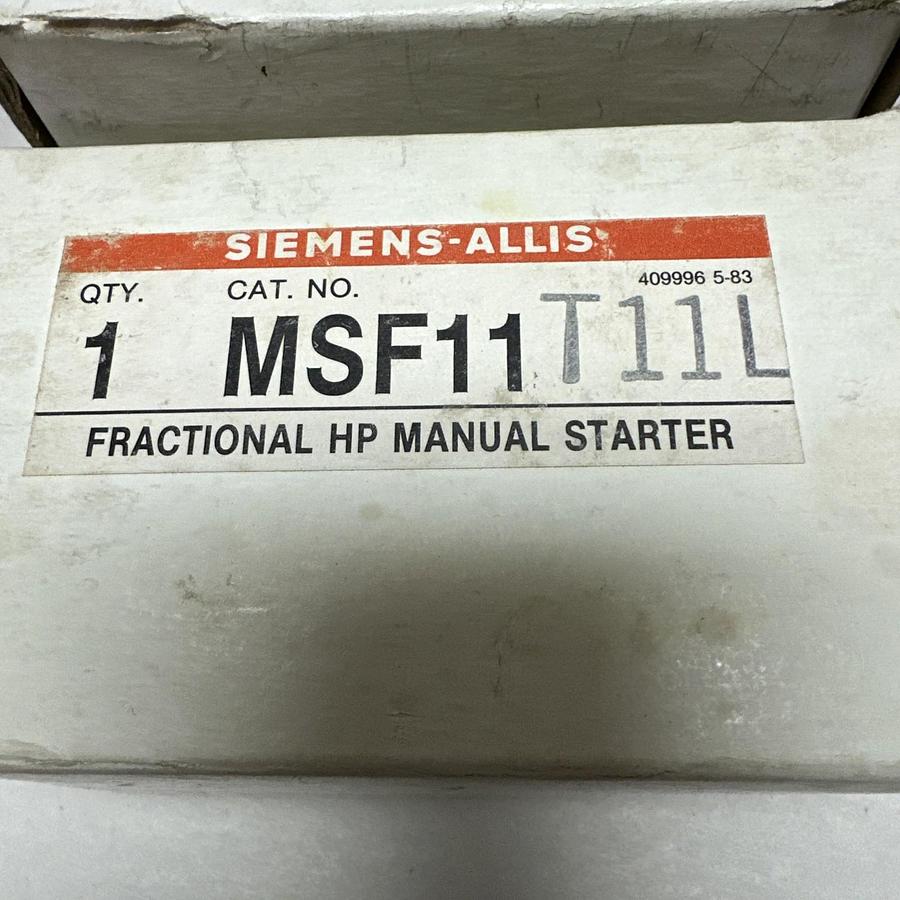 SIEMENS-ALLIS
409996 5-83
QTY. CAT. NO.
1 MSF11 T11L
FRACTIONAL HP MANUAL STARTER